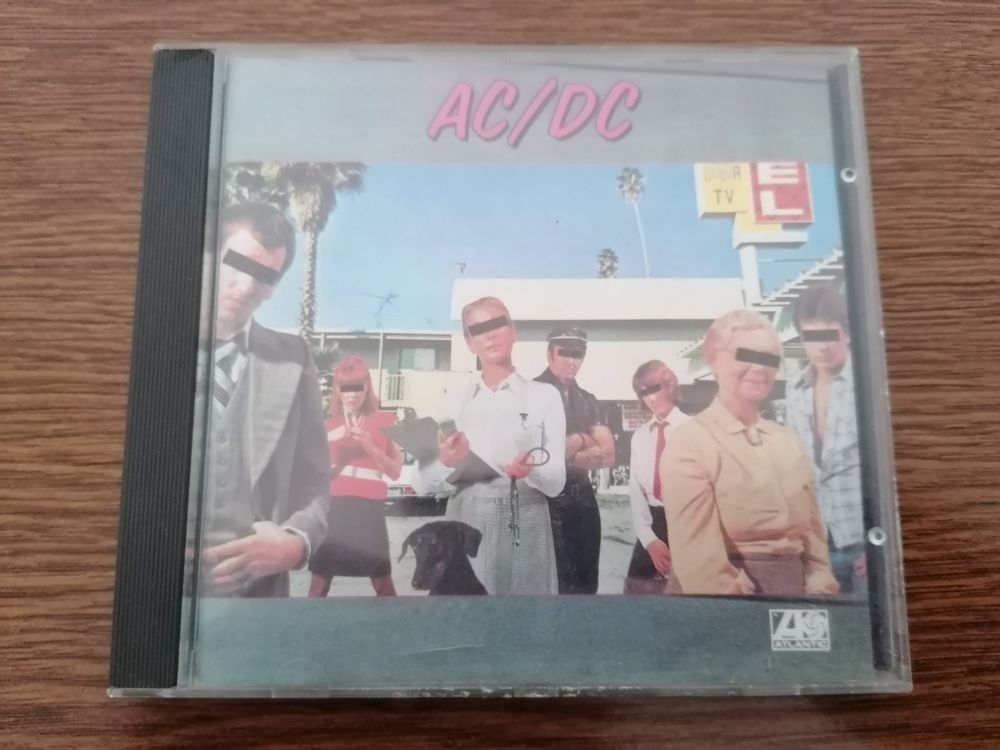 AC/DC
TV
EL
ATLANTIC